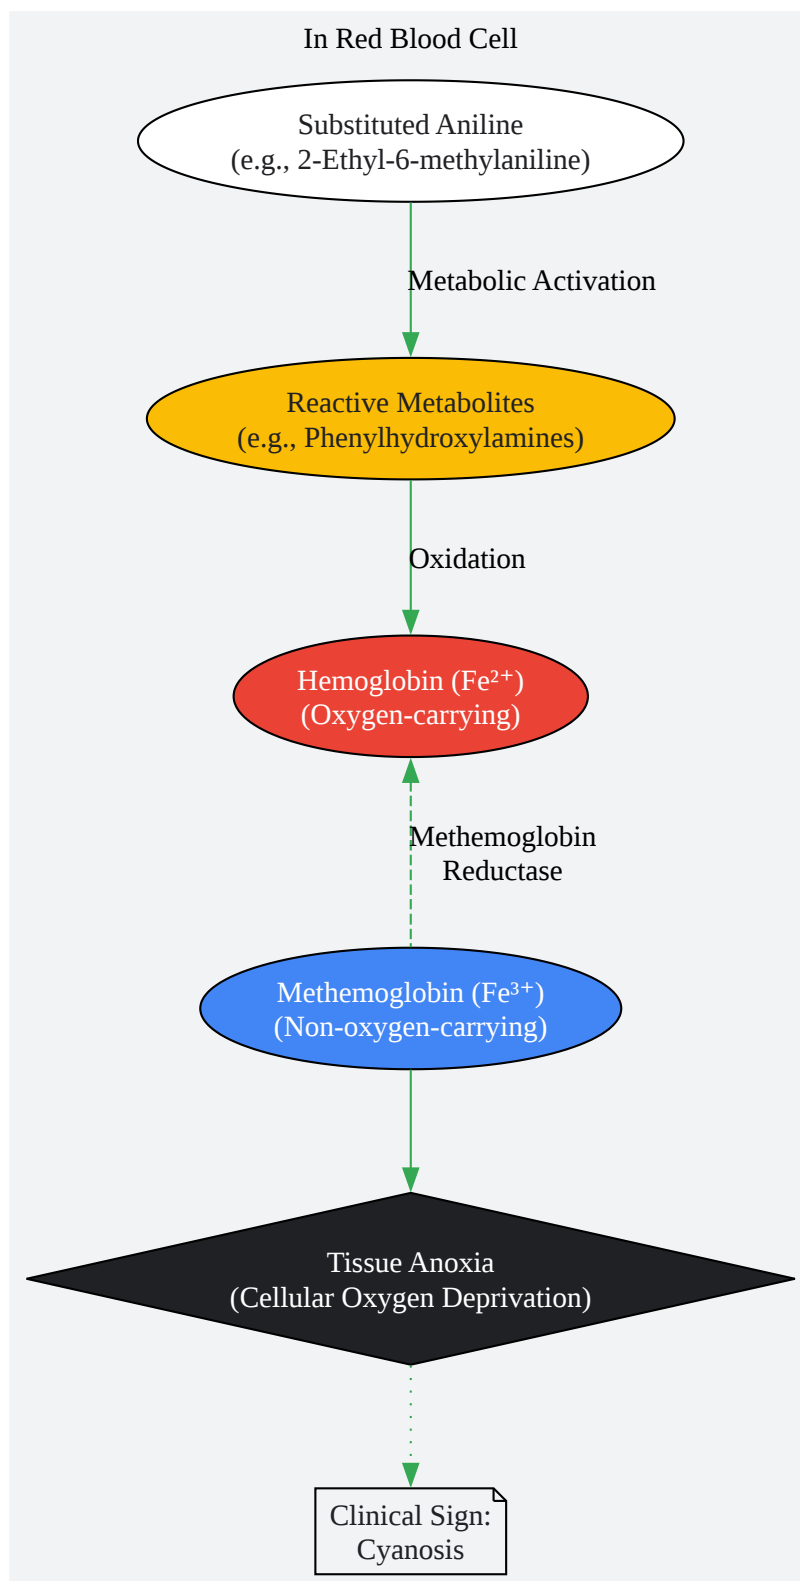 In Red Blood Cell
Substituted Aniline
(e.g., 2-Ethyl-6-methylaniline)
Metabolic Activation
Reactive Metabolites
(e.g., Phenylhydroxylamines)
Oxidation
Hemoglobin (Fe²⁺)
(Oxygen-carrying)
Methemoglobin
Reductase
Methemoglobin (Fe³⁺)
(Non-oxygen-carrying)
Tissue Anoxia
(Cellular Oxygen Deprivation)
Clinical Sign:
Cyanosis